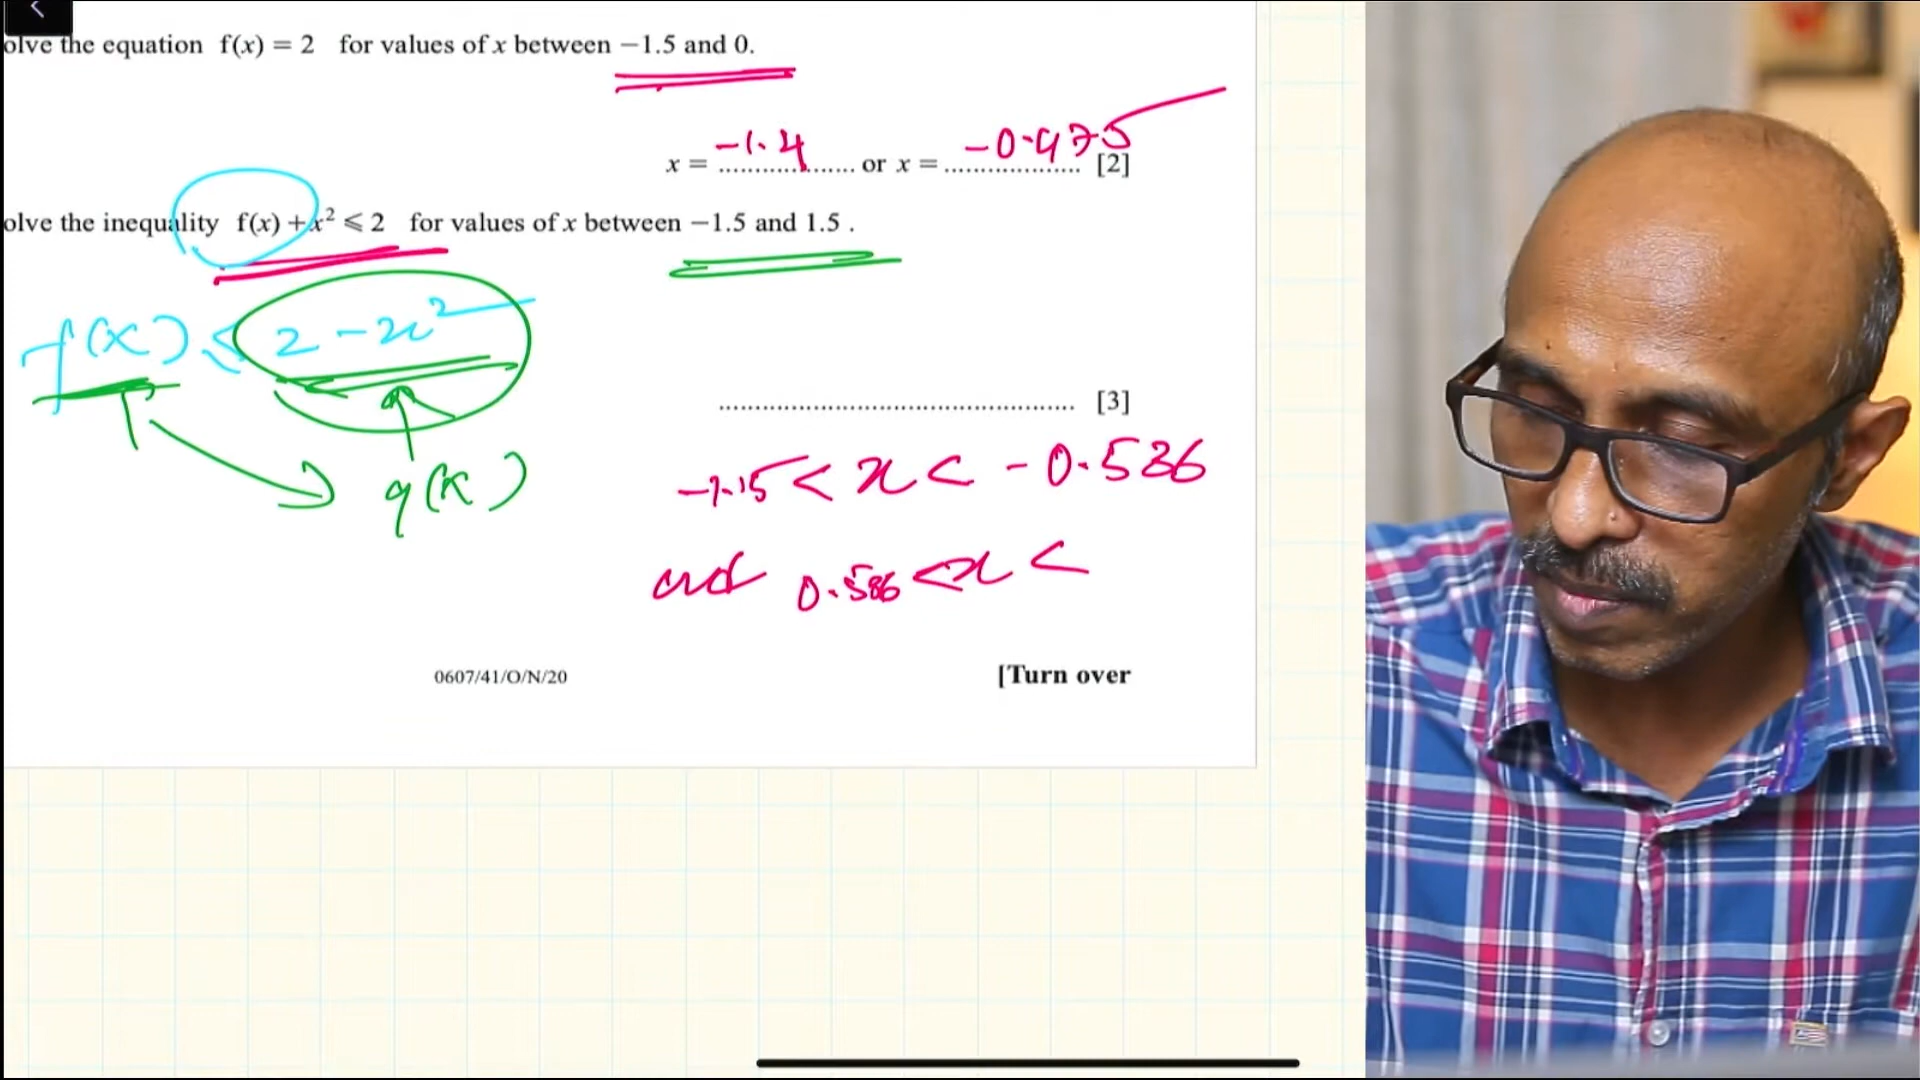 olve the equation f(x) = 2 for values of x between −1.5 and 0.
x = −1.4 or x = −0.975 [2]
olve the inequality f(x) + x² ⩽ 2 for values of x between −1.5 and 1.5 .
f(x) ≤ 2 − x²
[3]
g(x)
−1.15 < x < −0.586
and 0.586 < x <
0607/41/O/N/20
[Turn over